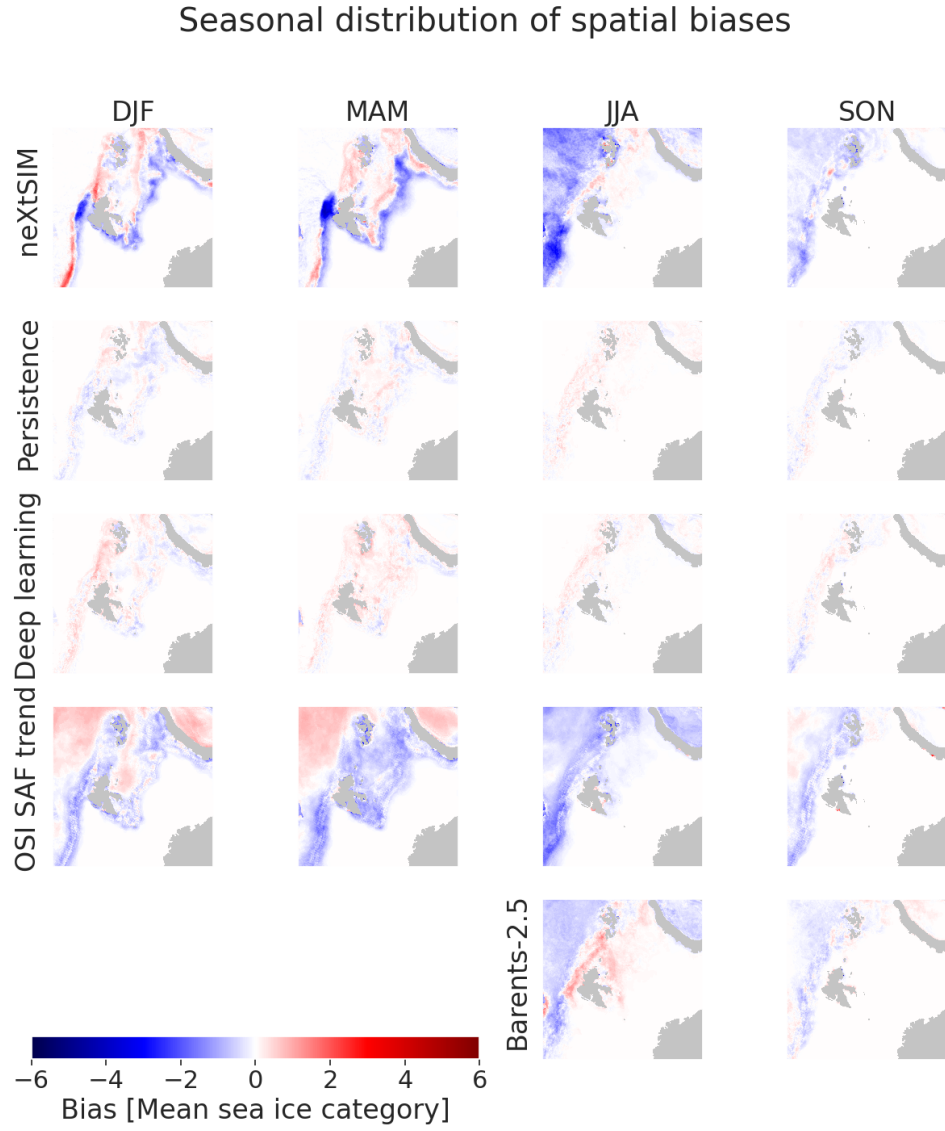 Seasonal distribution of spatial biases
DJF
MAM
JJA
SON
neXtSIM
Persistence
Deep learning
OSI SAF trend
Barents-2.5
−6
−4
−2
0
2
4
6
Bias [Mean sea ice category]